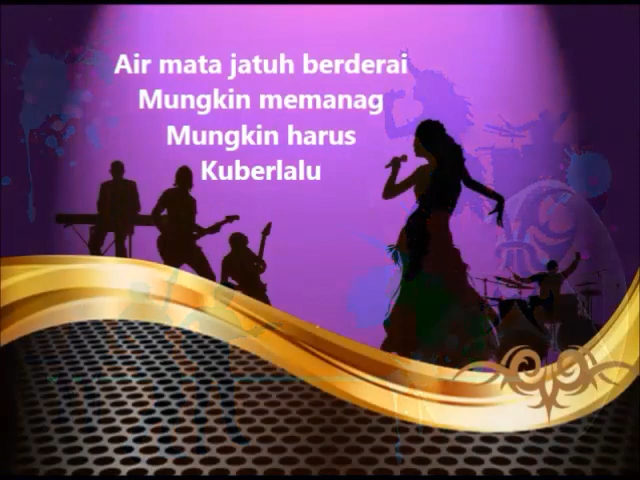 Air mata jatuh berderai
Mungkin memanag
Mungkin harus
Kuberlalu